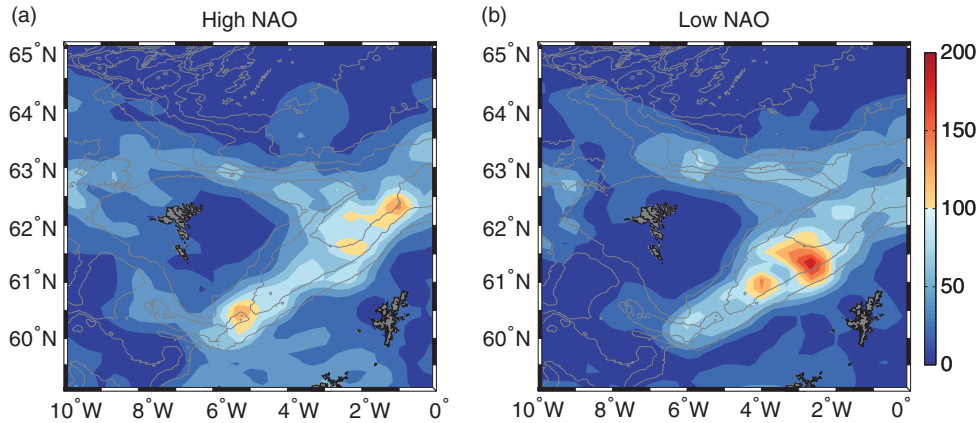 (a) High NAO
(b) Low NAO
65˚ N
64˚ N
63˚ N
62˚ N
61˚ N
60˚ N
10˚W 8˚W 6˚W 4˚W 2˚W 0˚
65˚ N
64˚ N
63˚ N
62˚ N
61˚ N
60˚ N
10˚W 8˚W 6˚W 4˚W 2˚W 0˚
200
150
100
50
0